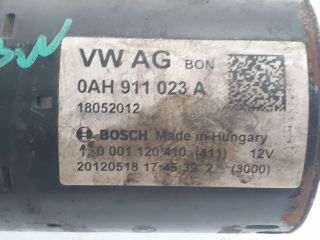 VW AG BON
0AH 911 023 A
18052012
BOSCH Made in Hungary
↑ 0 001 120 410 (411) 12V
20120518 17:45:39 2 (3000)